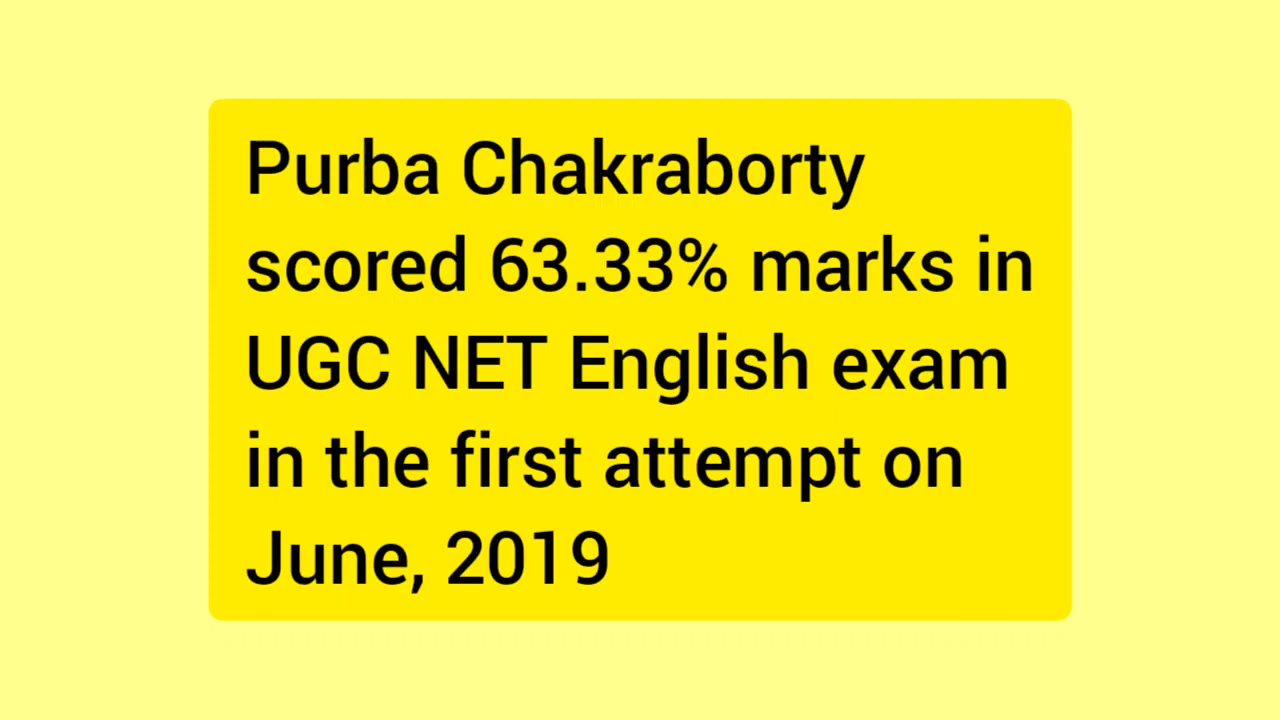 Purba Chakraborty
scored 63.33% marks in
UGC NET English exam
in the first attempt on
June, 2019